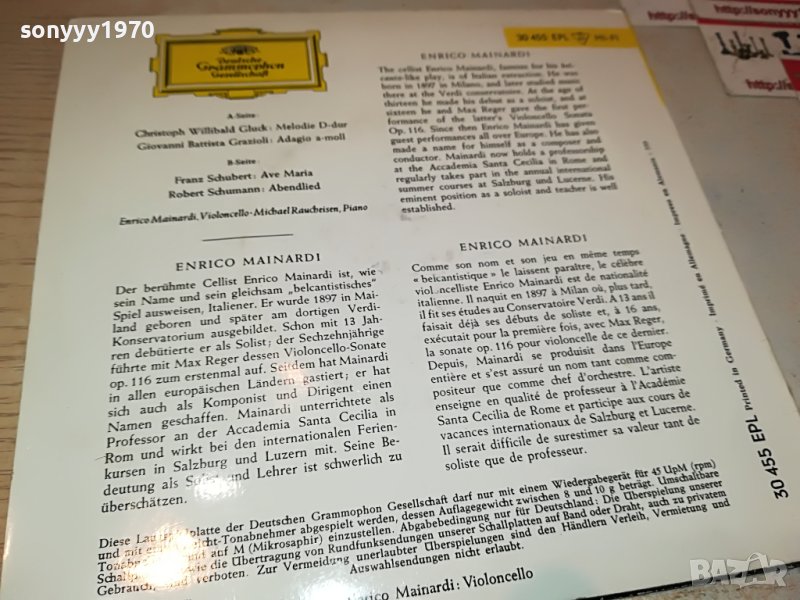 sonyyy1970
Deutsche
Grammophon
Gesellschaft
30 455 EPL
Hi-Fi
A-Seite:
Christoph Willibald Gluck: Melodie D-dur
Giovanni Battista Grazioli: Adagio a-moll
B-Seite:
Franz Schubert: Ave Maria
Robert Schumann: Abendlied
Enrico Mainardi, Violoncello - Michael Raucheisen, Piano
ENRICO MAINARDI
The cellist Enrico Mainardi, famous for his bel
cante-like play, is of Italian extraction. He was
born in 1897 in Milano, and later studied music
there at the Verdi conservatoire. At the age of
thirteen he made his debut as a soloist, and at
sixteen he and Max Reger gave the first per-
formance of the latter's Violoncello Sonata
Op. 116. Since then Enrico Mainardi has given
guest performances all over Europe. He has also
made a name for himself as a composer and
conductor. Mainardi now holds a professorship
at the Accademia Santa Cecilia in Rome and
regularly takes part in the annual international
summer courses at Salzburg and Lucerne. His
eminent position as a soloist and teacher is well
established.
ENRICO MAINARDI
Der berühmte Cellist Enrico Mainardi ist, wie
sein Name und sein gleichsam „belcantistisches"
Spiel ausweisen, Italiener. Er wurde 1897 in Mai-
land geboren und später am dortigen Verdi-
Konservatorium ausgebildet. Schon mit 13 Jah-
ren debütierte er als Solist; der Sechzehnjährige
führte mit Max Reger dessen Violoncello-Sonate
op. 116 zum erstenmal auf. Seitdem hat Mainardi
in allen europäischen Ländern gastiert; er hat
sich auch als Komponist und Dirigent einen
Namen geschaffen. Mainardi unterrichtete als
Professor an der Accademia Santa Cecilia in
Rom und wirkt bei den internationalen Ferien-
kursen in Salzburg und Luzern mit. Seine Be-
deutung als Solist und Lehrer ist schwerlich zu
überschätzen.
ENRICO MAINARDI
Comme son nom et son jeu en même temps
« belcantistique » le laissent paraître, le célèbre
violoncelliste Enrico Mainardi est de nationalité
italienne. Il naquit en 1897 à Milan où, plus tard,
il fit ses études au Conservatoire Verdi. A 13 ans il
faisait déjà ses débuts de soliste et, à 16 ans,
exécutait pour la première fois, avec Max Reger,
la sonate op. 116 pour violoncelle de ce dernier.
Depuis, Mainardi se produisit dans l'Europe
entière et s'est assuré un nom tant comme com-
positeur que comme chef d'orchestre. L'artiste
enseigne en qualité de professeur à l'Académie
Santa Cecilia de Rome et participe aux cours de
vacances internationaux de Salzburg et Lucerne.
Il serait difficile de surestimer sa valeur tant de
soliste que de professeur.
30 455 EPL Printed in Germany · Imprimé en Allemagne · Impreso en Alemania
Diese Langspielplatte der Deutschen Grammophon Gesellschaft darf nur mit einem Wiedergabegerät für 45 UpM (rpm)
und mit Leicht-Tonabnehmer abgespielt werden, dessen Auflagegewicht zwischen 8 und 10 g beträgt. Umschaltbare
auf M (Mikrosaphir) einzustellen. Abgabebedingung nur für Deutschland: Die Überspielung unserer
Schallplatten wie die Übertragung von Rundfunksendungen unserer Schallplatten auf Band oder Draht, auch zu privatem
Gebrauch, sind verboten. Zur Vermeidung unerlaubter Überspielungen sind den Händlern Verleih, Vermietung und
Auswahlsendungen nicht erlaubt.
Enrico Mainardi: Violoncello
http://sonyyy
http://
http://s
BAZAR